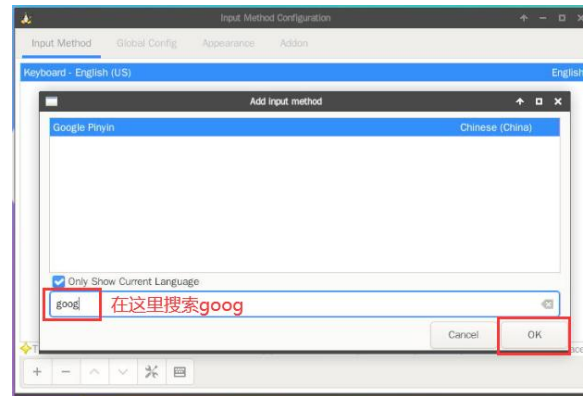 Input Method Configuration
Input Method Global Config Appearance Addon
Keyboard - English (US) English
Add input method
Google Pinyin Chinese (China)
Only Show Current Language
goog 在这里搜索goog
Cancel OK